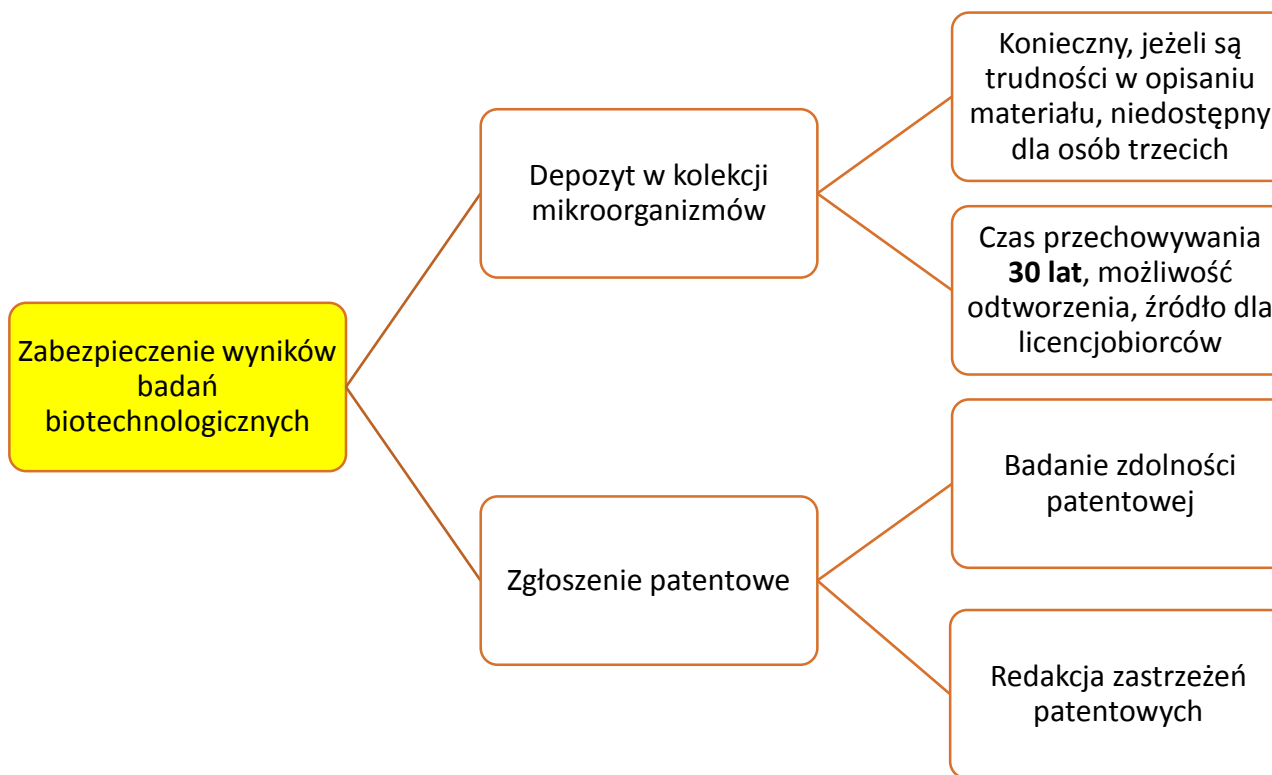 Zabezpieczenie wyników
badań
biotechnologicznych
Depozyt w kolekcji
mikroorganizmów
Konieczny, jeżeli są
trudności w opisaniu
materiału, niedostępny
dla osób trzecich
Czas przechowywania
30 lat, możliwość
odtworzenia, źródło dla
licencjobiorców
Zgłoszenie patentowe
Badanie zdolności
patentowej
Redakcja zastrzeżeń
patentowych